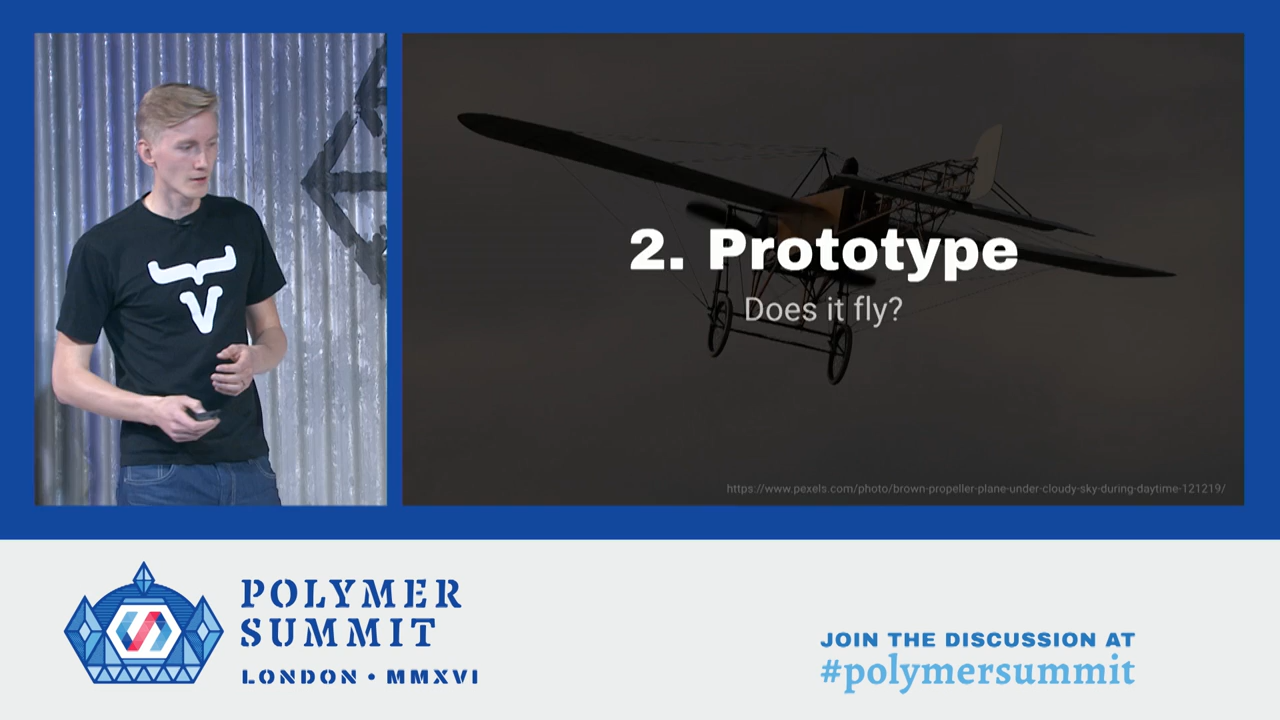 2. Prototype
Does it fly?
https://www.pexels.com/photo/brown-propeller-plane-under-cloudy-sky-during-daytime-121219/
POLYMER
SUMMIT
LONDON • MMXVI
JOIN THE DISCUSSION AT
#polymersummit